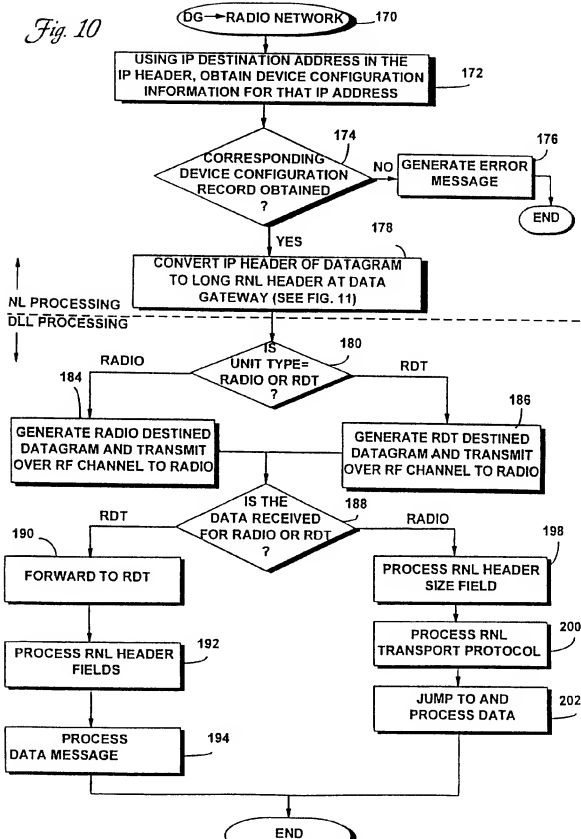 Fig. 10
DG→RADIO NETWORK
170
USING IP DESTINATION ADDRESS IN THE
IP HEADER, OBTAIN DEVICE CONFIGURATION
INFORMATION FOR THAT IP ADDRESS
172
CORRESPONDING
DEVICE CONFIGURATION
RECORD OBTAINED
?
174
NO
GENERATE ERROR
MESSAGE
176
END
YES
178
CONVERT IP HEADER OF DATAGRAM
TO LONG RNL HEADER AT DATA
GATEWAY (SEE FIG. 11)
NL PROCESSING
DLL PROCESSING
IS
UNIT TYPE=
RADIO OR RDT
?
180
RADIO
RDT
184
GENERATE RADIO DESTINED
DATAGRAM AND TRANSMIT
OVER RF CHANNEL TO RADIO
186
GENERATE RDT DESTINED
DATAGRAM AND TRANSMIT
OVER RF CHANNEL TO RADIO
IS THE
DATA RECEIVED
FOR RADIO OR RDT
?
188
RDT
RADIO
190
FORWARD TO RDT
198
PROCESS RNL HEADER
SIZE FIELD
PROCESS RNL HEADER
FIELDS
192
PROCESS RNL
TRANSPORT PROTOCOL
200
PROCESS
DATA MESSAGE
194
JUMP TO AND
PROCESS DATA
202
END